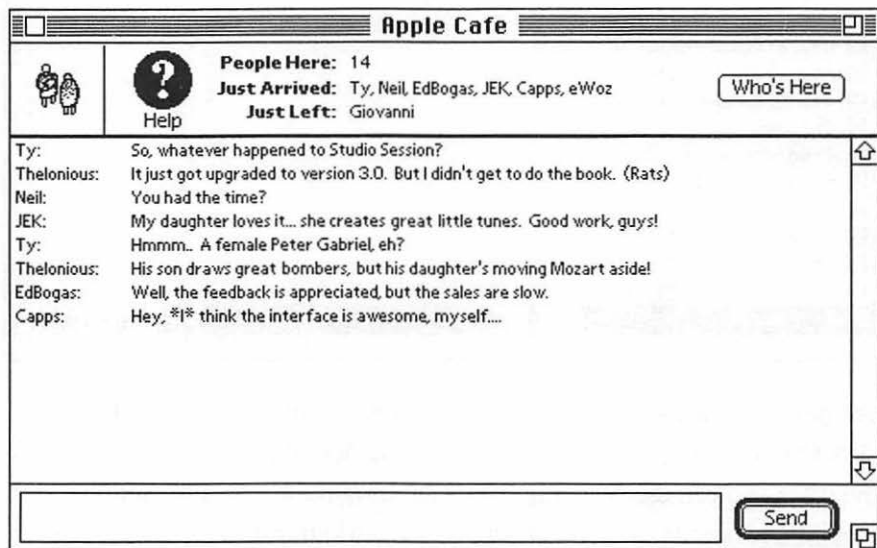 Apple Cafe
?
Help
People Here: 14
Just Arrived: Ty, Neil, EdBogas, JEK, Capps, eWoz
Just Left: Giovanni
Who's Here
Ty: So, whatever happened to Studio Session?
Thelonious: It just got upgraded to version 3.0. But I didn't get to do the book. (Rats)
Neil: You had the time?
JEK: My daughter loves it... she creates great little tunes. Good work, guys!
Ty: Hmmm.. A female Peter Gabriel, eh?
Thelonious: His son draws great bombers, but his daughter's moving Mozart aside!
EdBogas: Well, the feedback is appreciated, but the sales are slow.
Capps: Hey, *I* think the interface is awesome, myself....
Send